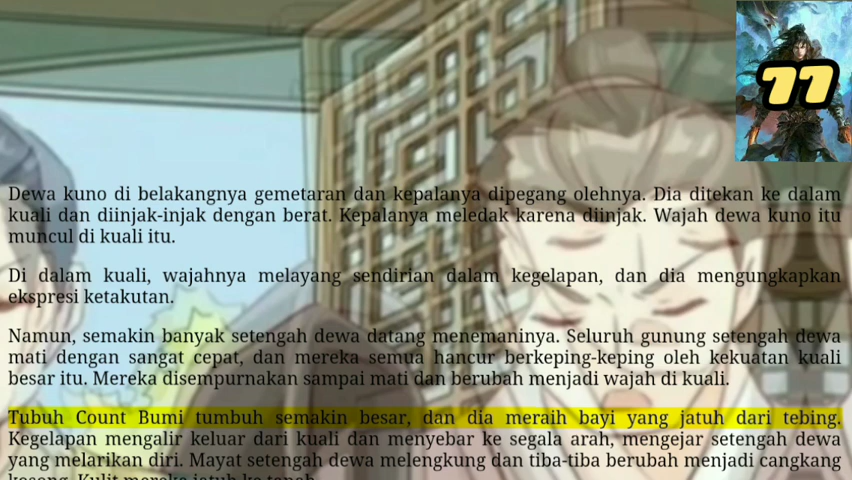 77
Dewa kuno di belakangnya gemetaran dan kepalanya dipegang olehnya. Dia ditekan ke dalam
kuali dan diinjak-injak dengan berat. Kepalanya meledak karena diinjak. Wajah dewa kuno itu
muncul di kuali itu.
Di dalam kuali, wajahnya melayang sendirian dalam kegelapan, dan dia mengungkapkan
ekspresi ketakutan.
Namun, semakin banyak setengah dewa datang menemaninya. Seluruh gunung setengah dewa
mati dengan sangat cepat, dan mereka semua hancur berkeping-keping oleh kekuatan kuali
besar itu. Mereka disempurnakan sampai mati dan berubah menjadi wajah di kuali.
Tubuh Count Bumi tumbuh semakin besar, dan dia meraih bayi yang jatuh dari tebing.
Kegelapan mengalir keluar dari kuali dan menyebar ke segala arah, mengejar setengah dewa
yang melarikan diri. Mayat setengah dewa melengkung dan tiba-tiba berubah menjadi cangkang
kosong. Kulit mereka jatuh ke tanah.